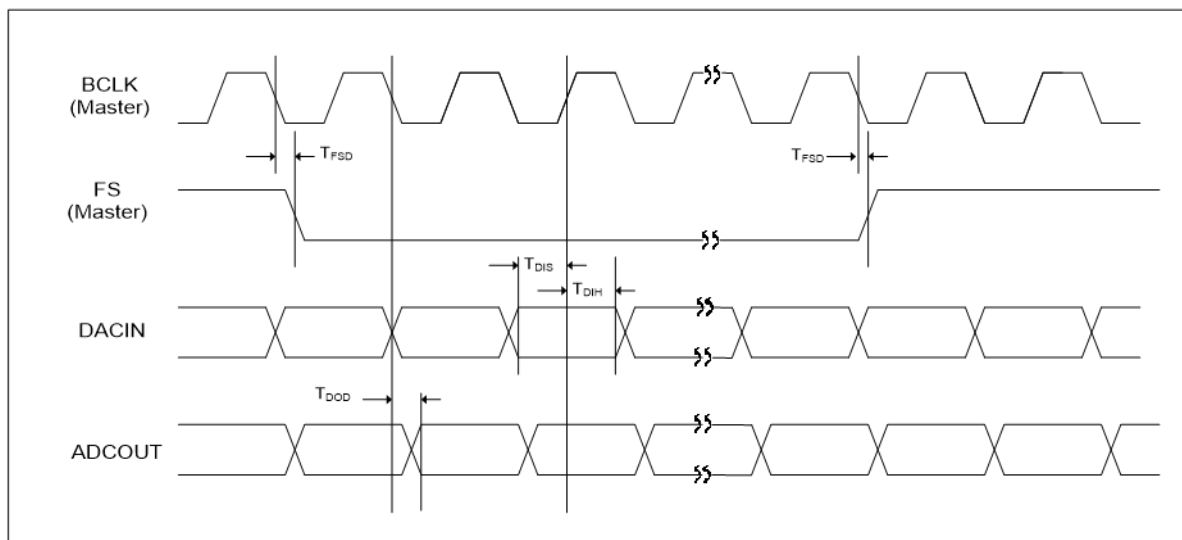 BCLK
(Master)
TFSD
TFSD
FS
(Master)
TDIS
TDIH
DACIN
TDOD
ADCOUT